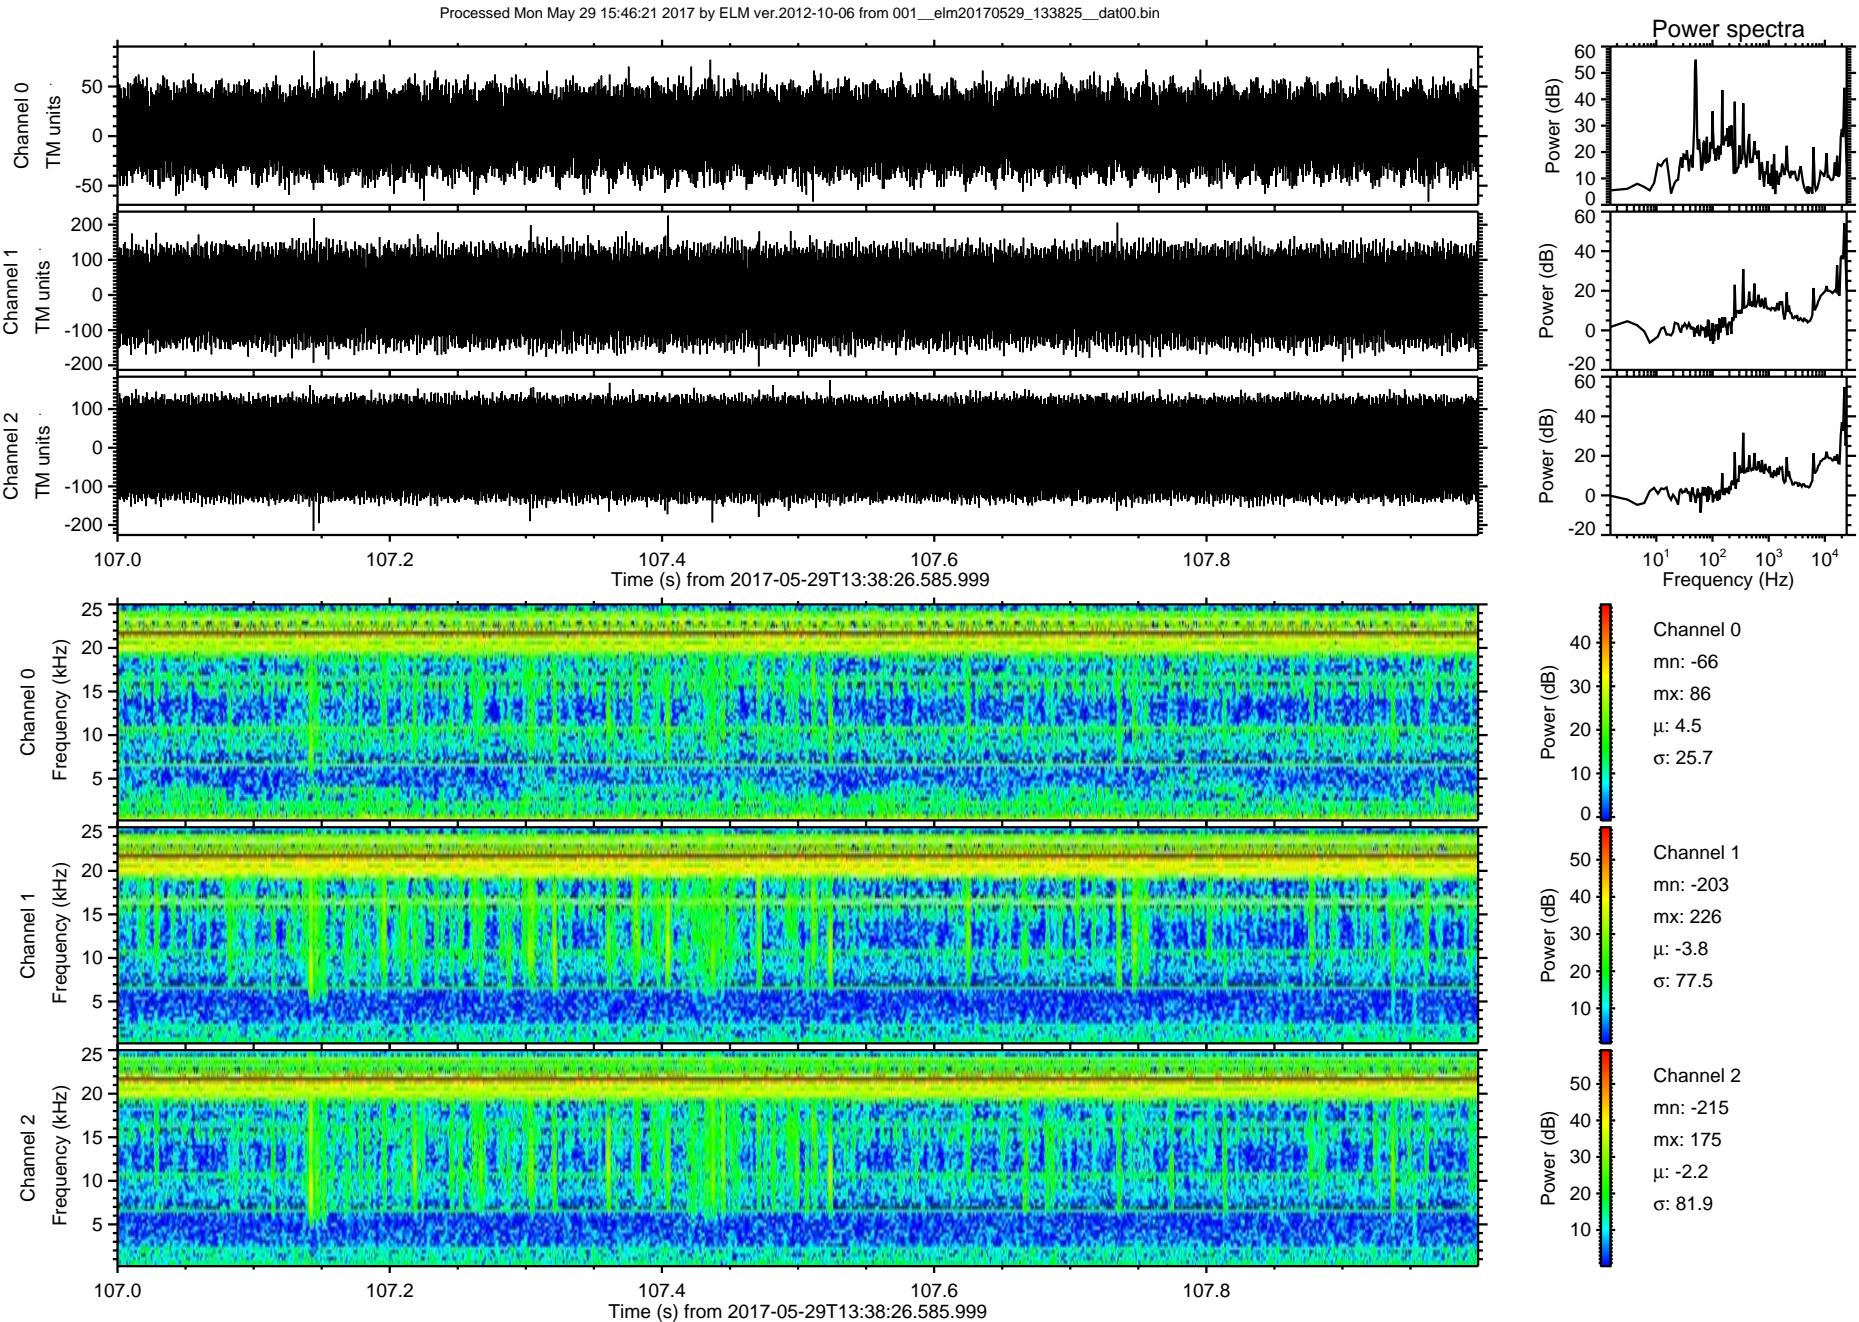 Processed Mon May 29 15:46:21 2017 by ELM ver.2012-10-06 from 001__elm20170529_133825__dat00.bin
Power spectra
Channel 0
TM units
50
0
-50
Power (dB)
60
50
40
30
20
10
0
Channel 1
TM units
200
100
0
-100
-200
Power (dB)
60
40
20
0
-20
Channel 2
TM units
100
0
-100
-200
Power (dB)
60
40
20
0
-20
107.0 107.2 107.4 107.6 107.8
Time (s) from 2017-05-29T13:38:26.585.999
10^1 10^2 10^3 10^4
Frequency (Hz)
Channel 0
Frequency (kHz)
25
20
15
10
5
Power (dB)
40
30
20
10
0
Channel 0
mn: -66
mx: 86
μ: 4.5
σ: 25.7
Channel 1
Frequency (kHz)
25
20
15
10
5
Power (dB)
50
40
30
20
10
Channel 1
mn: -203
mx: 226
μ: -3.8
σ: 77.5
Channel 2
Frequency (kHz)
25
20
15
10
5
Power (dB)
50
40
30
20
10
Channel 2
mn: -215
mx: 175
μ: -2.2
σ: 81.9
107.0 107.2 107.4 107.6 107.8
Time (s) from 2017-05-29T13:38:26.585.999